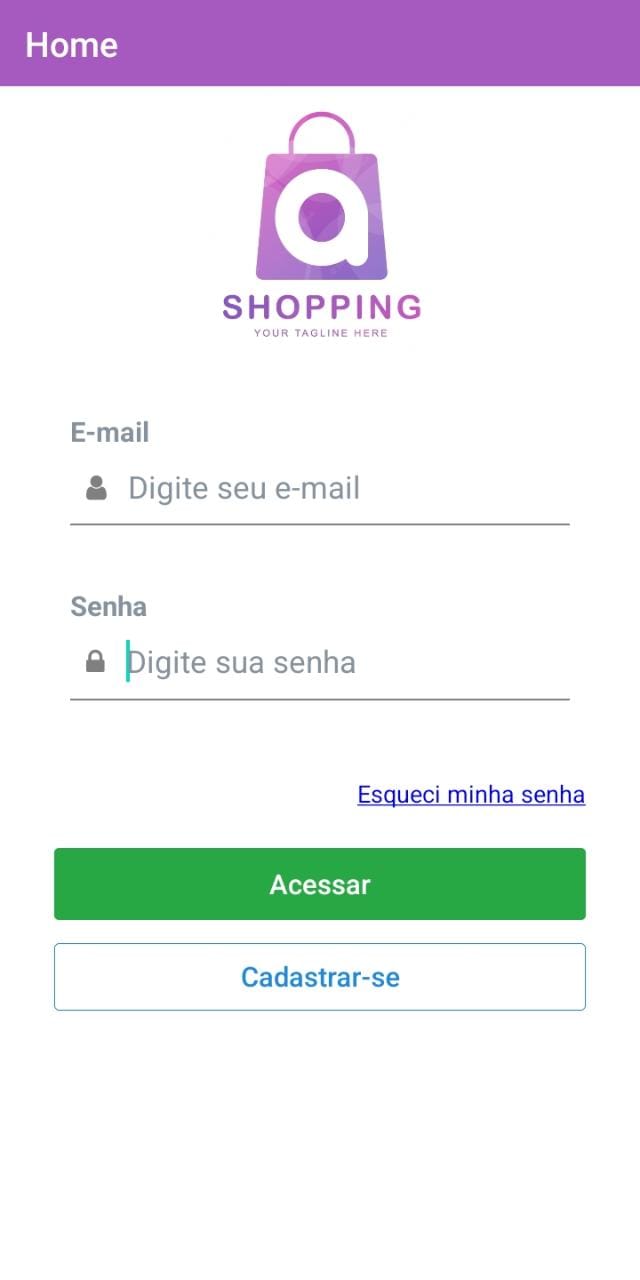 Home
a
SHOPPING
YOUR TAGLINE HERE
E-mail
Digite seu e-mail
Senha
Digite sua senha
Esqueci minha senha
Acessar
Cadastrar-se